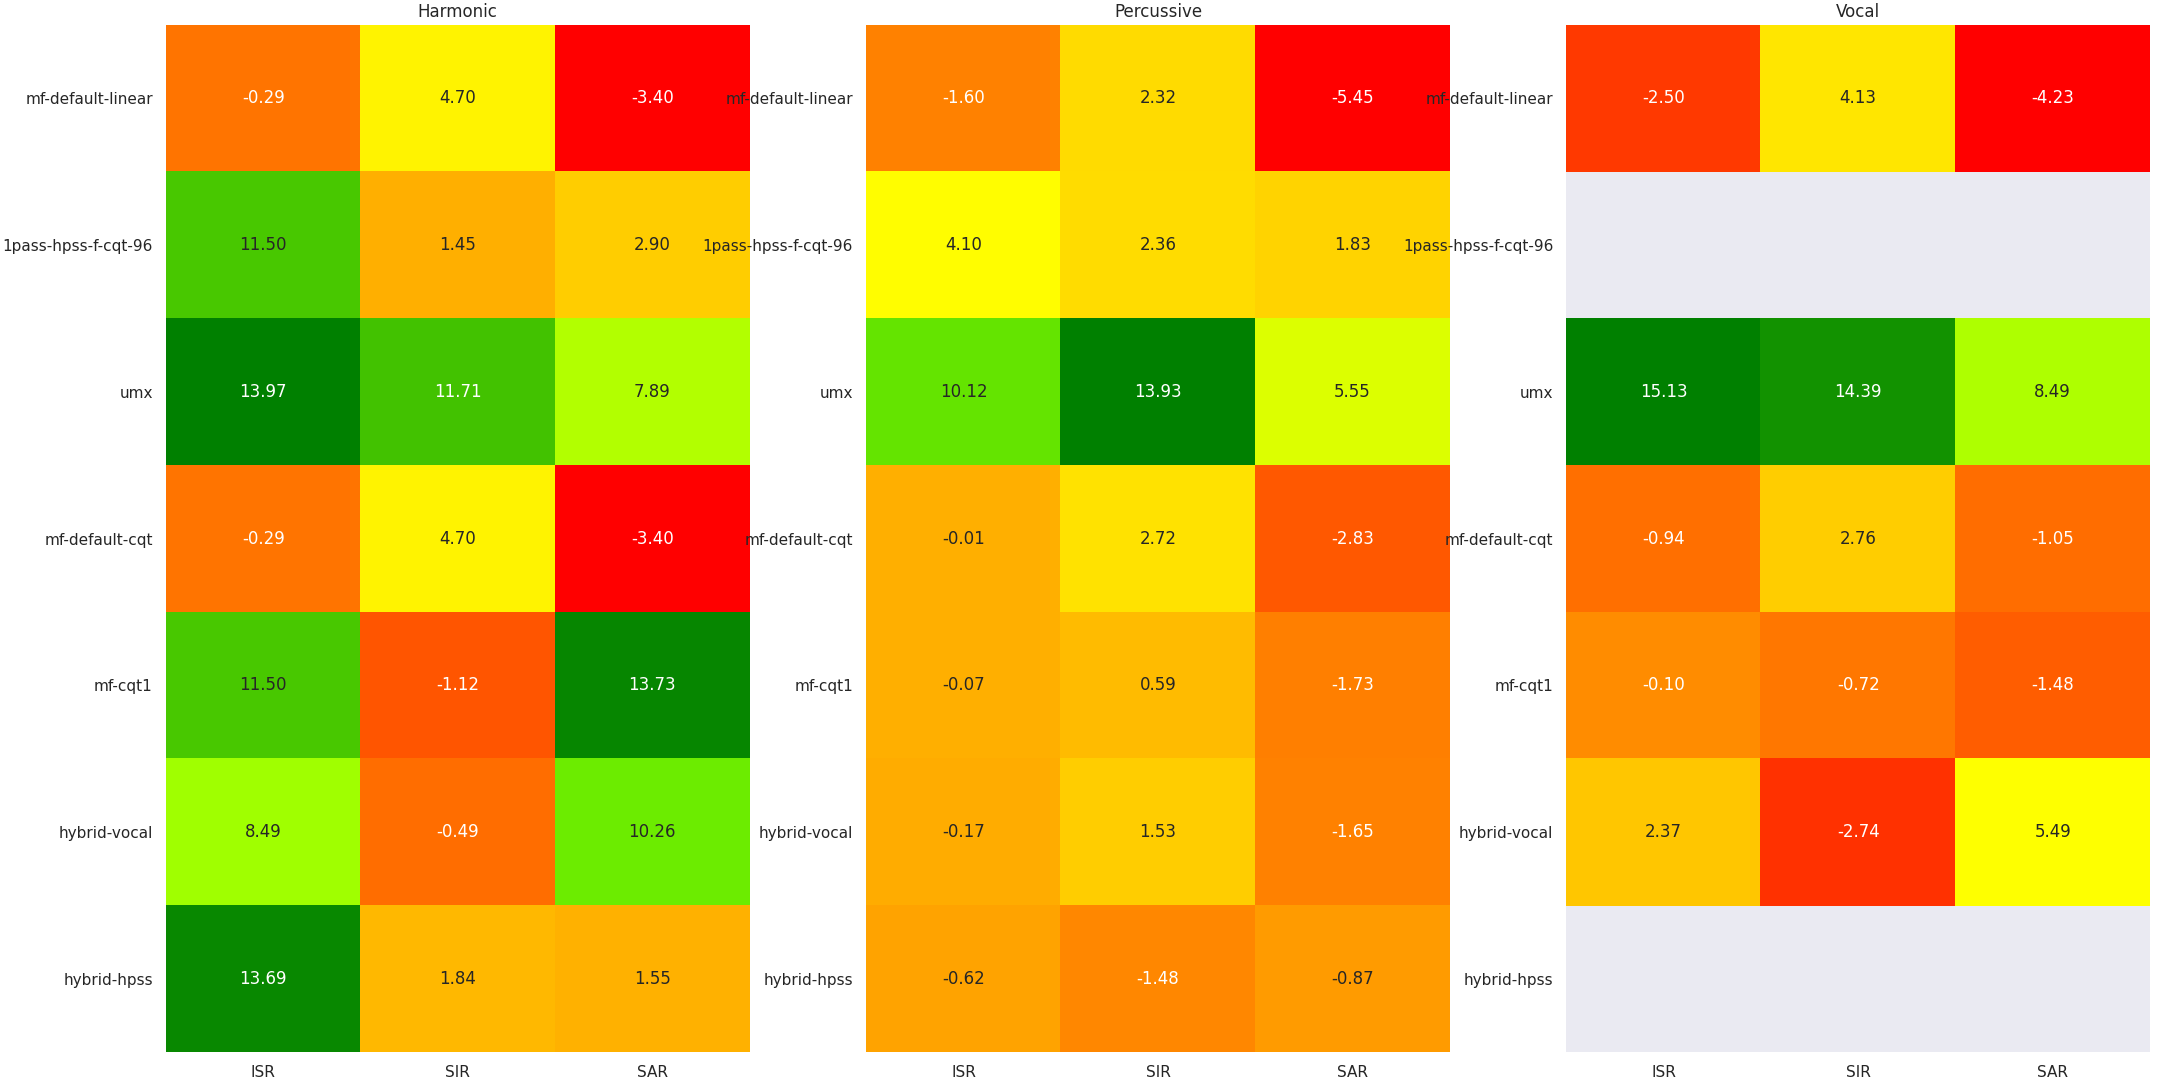 Harmonic Percussive Vocal
mf-default-linear -0.29 4.70 -3.40 mf-default-linear -1.60 2.32 -5.45 mf-default-linear -2.50 4.13 -4.23
1pass-hpss-f-cqt-96 11.50 1.45 2.90 1pass-hpss-f-cqt-96 4.10 2.36 1.83 1pass-hpss-f-cqt-96
umx 13.97 11.71 7.89 umx 10.12 13.93 5.55 umx 15.13 14.39 8.49
mf-default-cqt -0.29 4.70 -3.40 mf-default-cqt -0.01 2.72 -2.83 mf-default-cqt -0.94 2.76 -1.05
mf-cqt1 11.50 -1.12 13.73 mf-cqt1 -0.07 0.59 -1.73 mf-cqt1 -0.10 -0.72 -1.48
hybrid-vocal 8.49 -0.49 10.26 hybrid-vocal -0.17 1.53 -1.65 hybrid-vocal 2.37 -2.74 5.49
hybrid-hpss 13.69 1.84 1.55 hybrid-hpss -0.62 -1.48 -0.87 hybrid-hpss
ISR SIR SAR ISR SIR SAR ISR SIR SAR